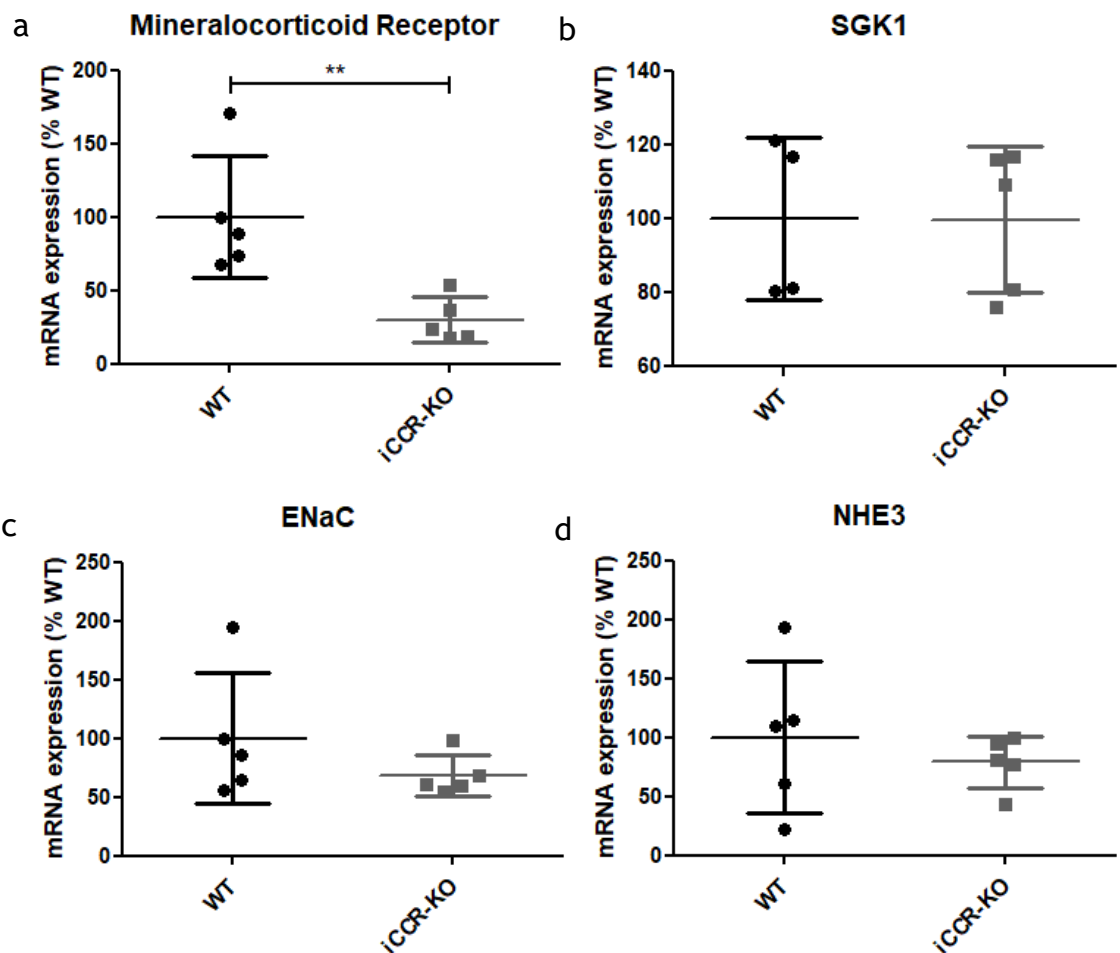 a
Mineralocorticoid Receptor
mRNA expression (% WT)
200
150
100
50
0
**
WT
iCCR-KO
b
SGK1
mRNA expression (% WT)
140
120
100
80
60
WT
iCCR-KO
c
ENaC
mRNA expression (% WT)
250
200
150
100
50
0
WT
iCCR-KO
d
NHE3
mRNA expression (% WT)
250
200
150
100
50
0
WT
iCCR-KO